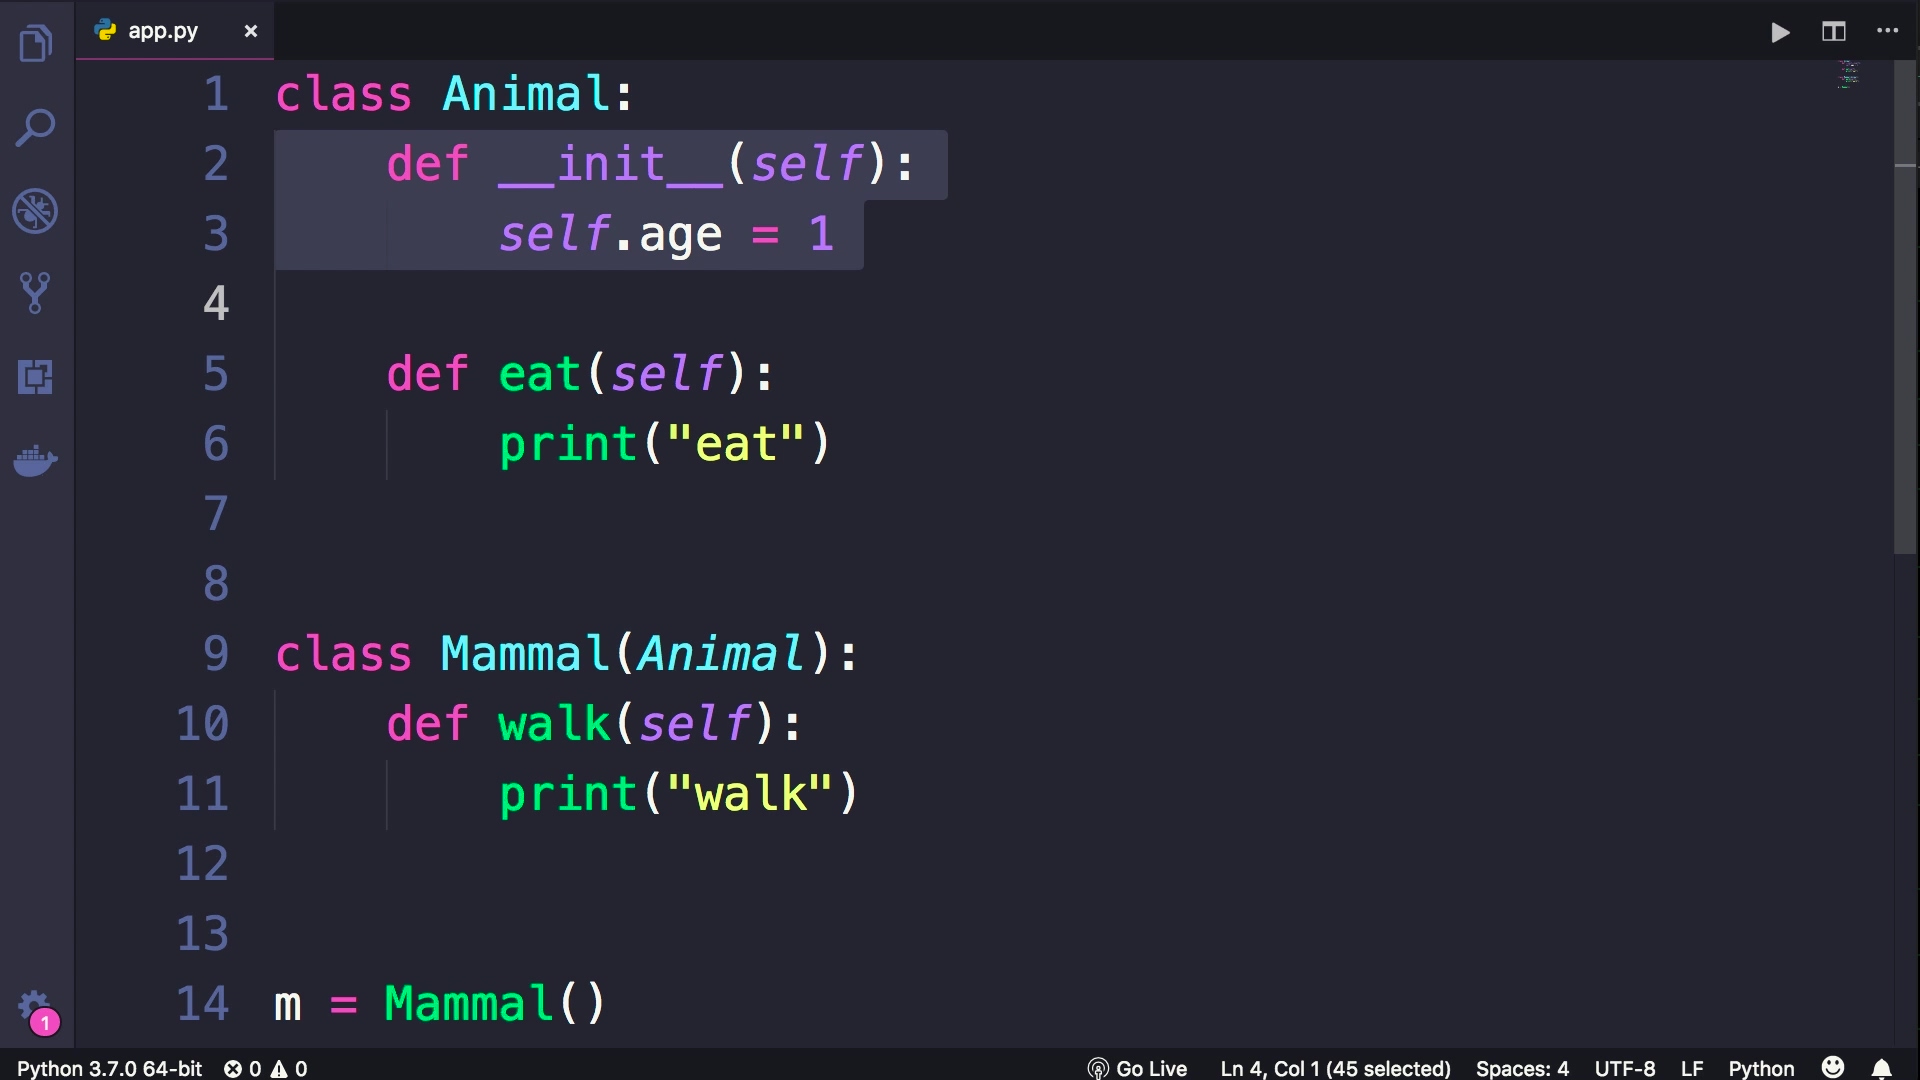 app.py
1 class Animal:
2 def __init__(self):
3 self.age = 1
4
5 def eat(self):
6 print("eat")
7
8
9 class Mammal(Animal):
10 def walk(self):
11 print("walk")
12
13
14 m = Mammal()
1
Python 3.7.0 64-bit 0 0 Go Live Ln 4, Col 1 (45 selected) Spaces: 4 UTF-8 LF Python